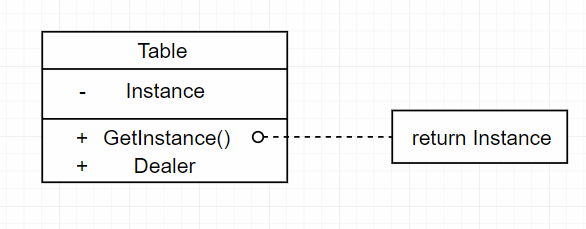 Table
- Instance
+ GetInstance()
return Instance
+ Dealer